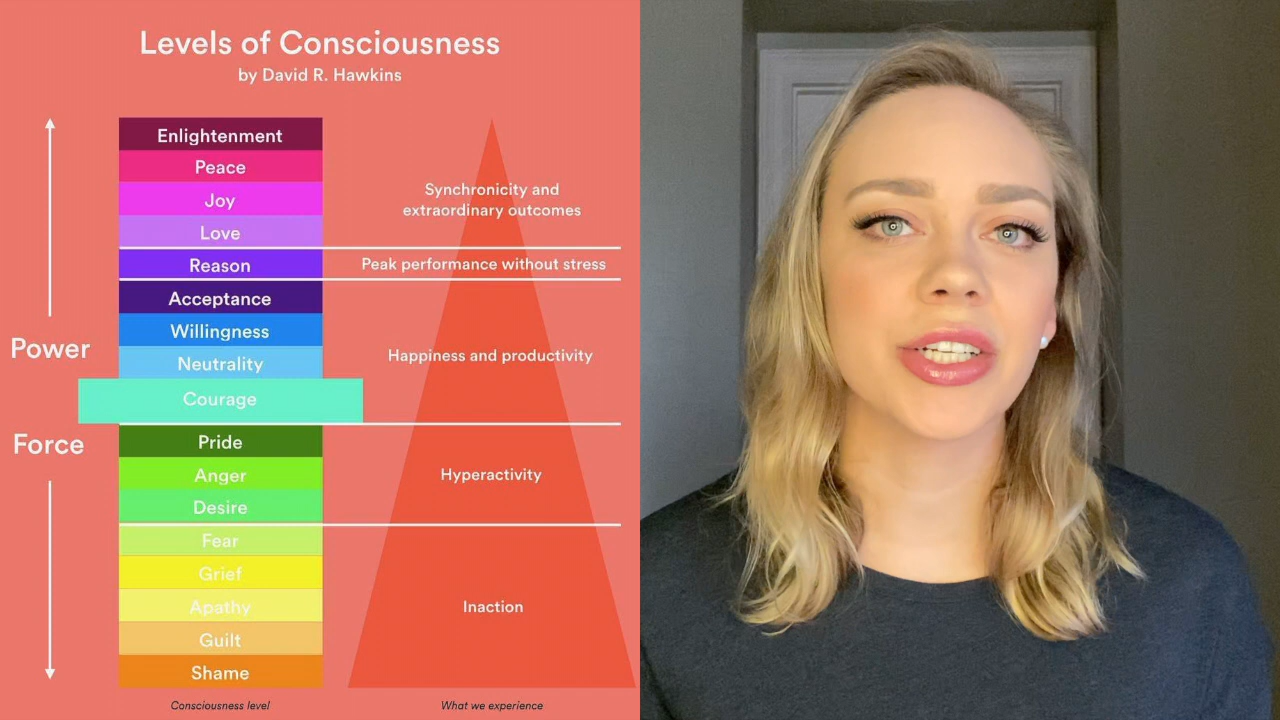 Levels of Consciousness
by David R. Hawkins
Enlightenment
Peace
Joy
Love
Reason
Acceptance
Willingness
Neutrality
Courage
Pride
Anger
Desire
Fear
Grief
Apathy
Guilt
Shame
Power
Force
Synchronicity and
extraordinary outcomes
Peak performance without stress
Happiness and productivity
Hyperactivity
Inaction
Consciousness level
What we experience